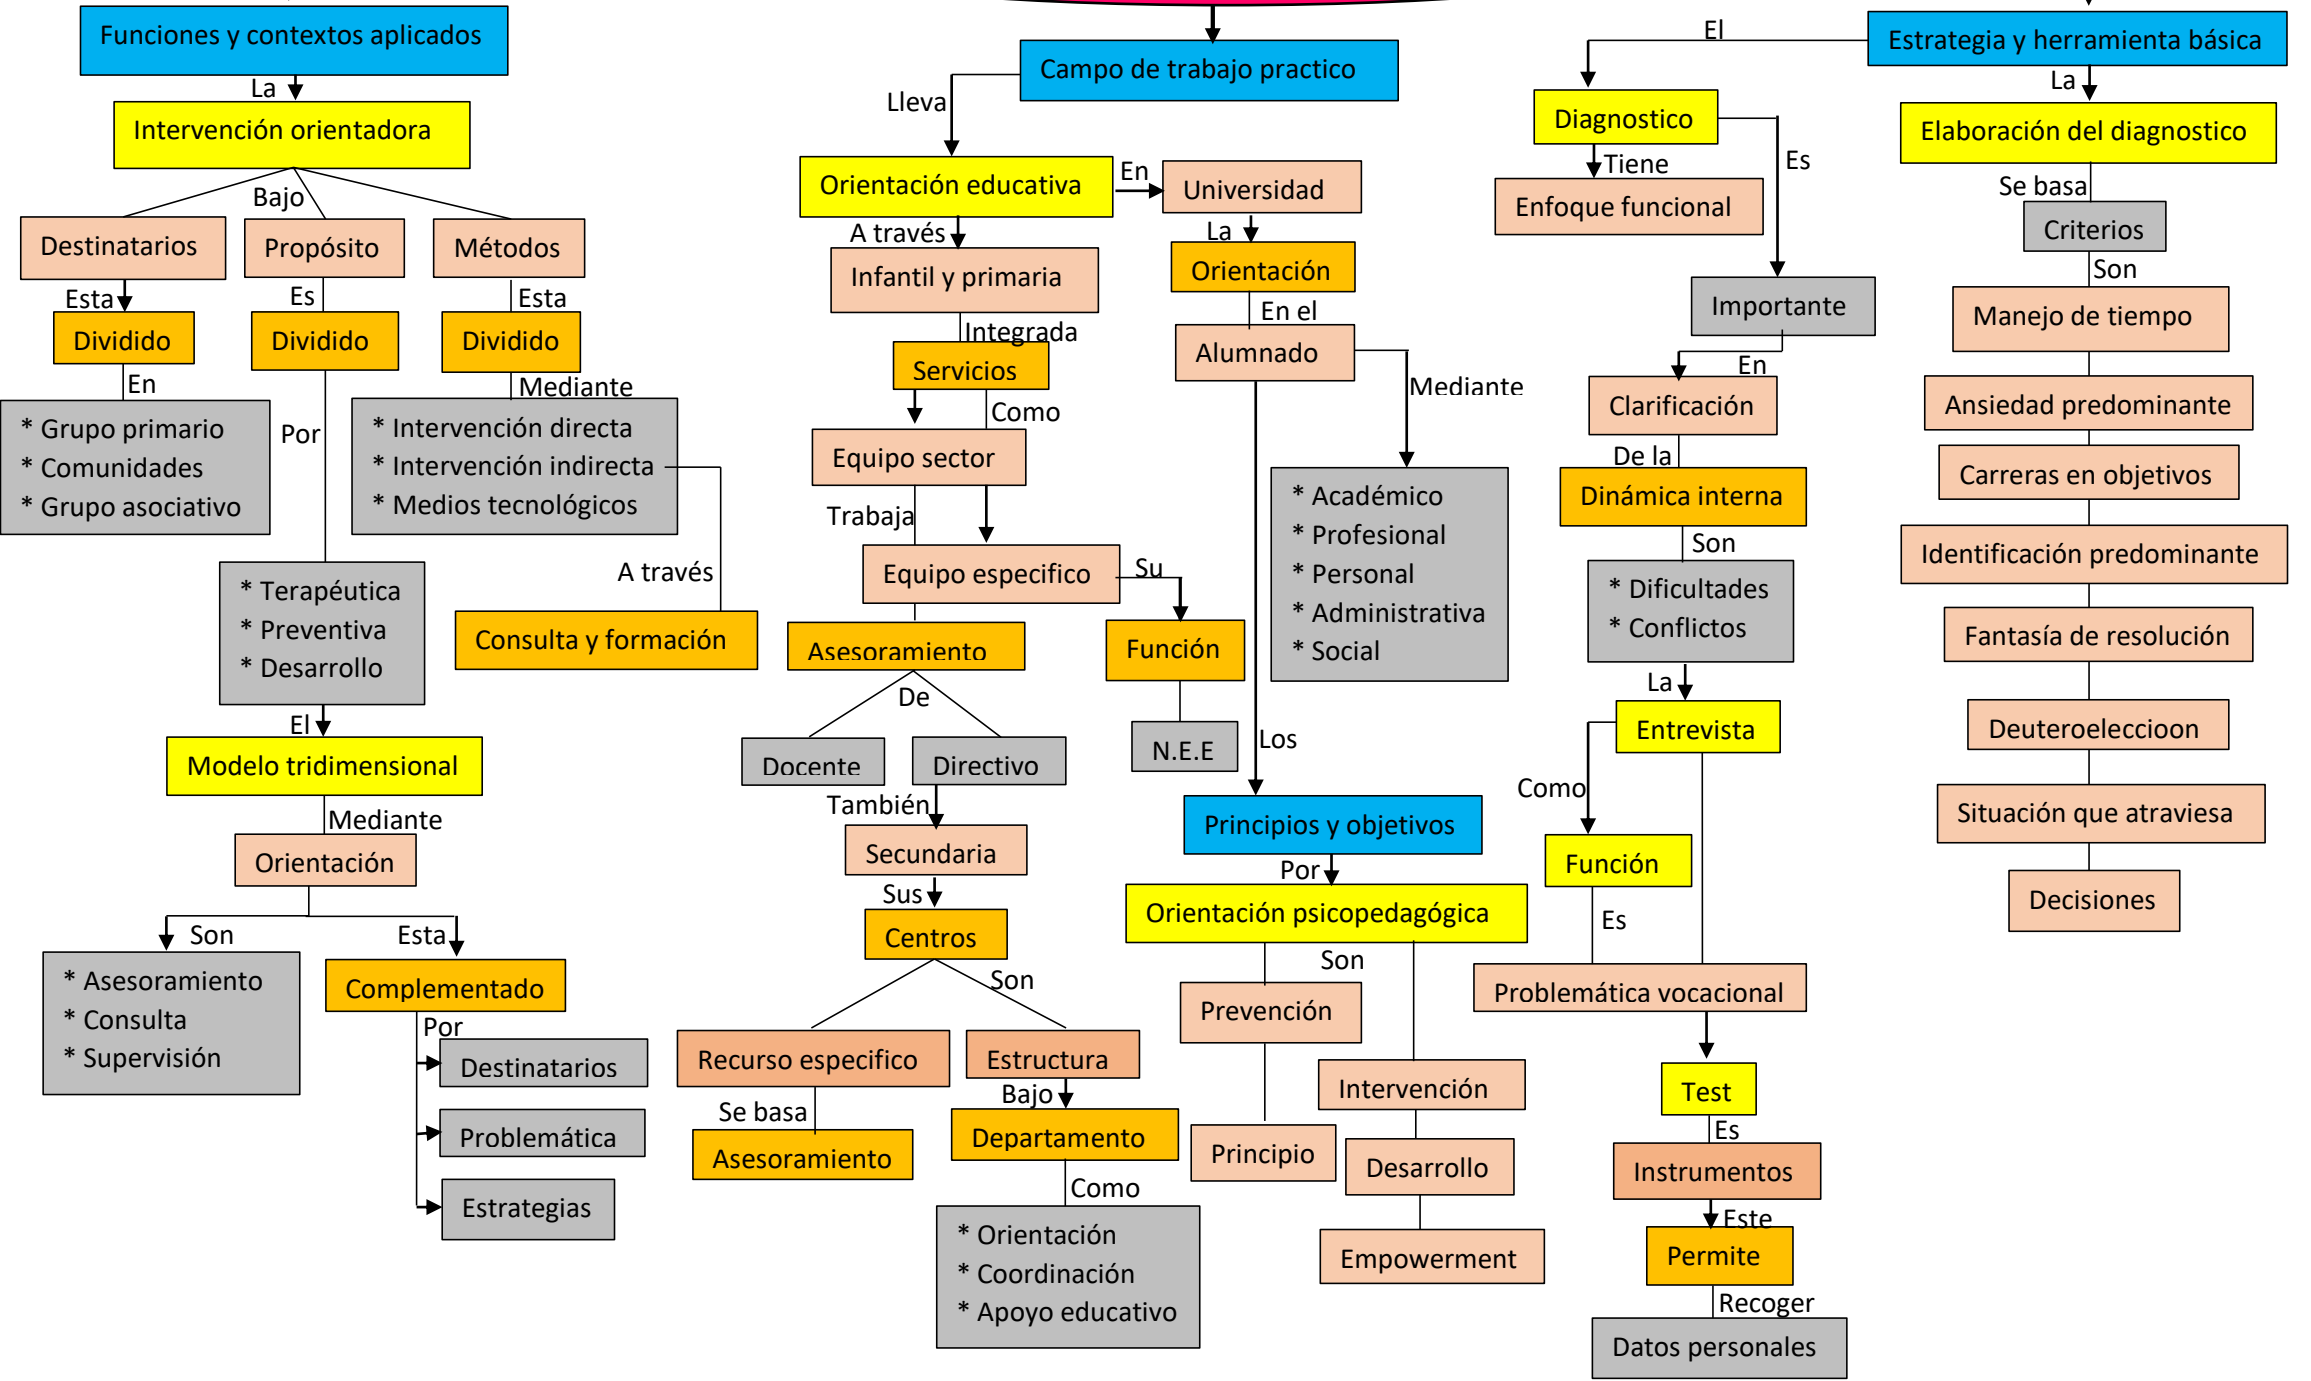 Funciones y contextos aplicados
La
Intervención orientadora
Bajo
Destinatarios
Propósito
Métodos
Esta
Es
Esta
Dividido
Dividido
Dividido
En
Por
Mediante
* Grupo primario
* Comunidades
* Grupo asociativo
* Intervención directa
* Intervención indirecta
* Medios tecnológicos
A través
Consulta y formación
* Terapéutica
* Preventiva
* Desarrollo
El
Modelo tridimensional
Mediante
Orientación
Son
Esta
* Asesoramiento
* Consulta
* Supervisión
Complementado
Por
Destinatarios
Problemática
Estrategias
Campo de trabajo practico
Lleva
Orientación educativa
En
Universidad
A través
La
Infantil y primaria
Orientación
Integrada
En el
Servicios
Alumnado
Como
Mediante
Equipo sector
Trabaja
Equipo especifico
Su
Asesoramiento
Función
De
N.E.E
Docente
Directivo
* Académico
* Profesional
* Personal
* Administrativa
* Social
Los
También
Secundaria
Sus
Centros
Son
Recurso especifico
Estructura
Se basa
Bajo
Asesoramiento
Departamento
Como
* Orientación
* Coordinación
* Apoyo educativo
Principios y objetivos
Por
Orientación psicopedagógica
Son
Prevención
Principio
Intervención
Desarrollo
Empowerment
Estrategia y herramienta básica
El
La
Diagnostico
Tiene
Es
Enfoque funcional
Importante
En
Clarificación
De la
Dinámica interna
Son
* Dificultades
* Conflictos
La
Entrevista
Como
Función
Es
Problemática vocacional
Test
Es
Instrumentos
Este
Permite
Recoger
Datos personales
Elaboración del diagnostico
Se basa
Criterios
Son
Manejo de tiempo
Ansiedad predominante
Carreras en objetivos
Identificación predominante
Fantasía de resolución
Deuteroeleccioon
Situación que atraviesa
Decisiones